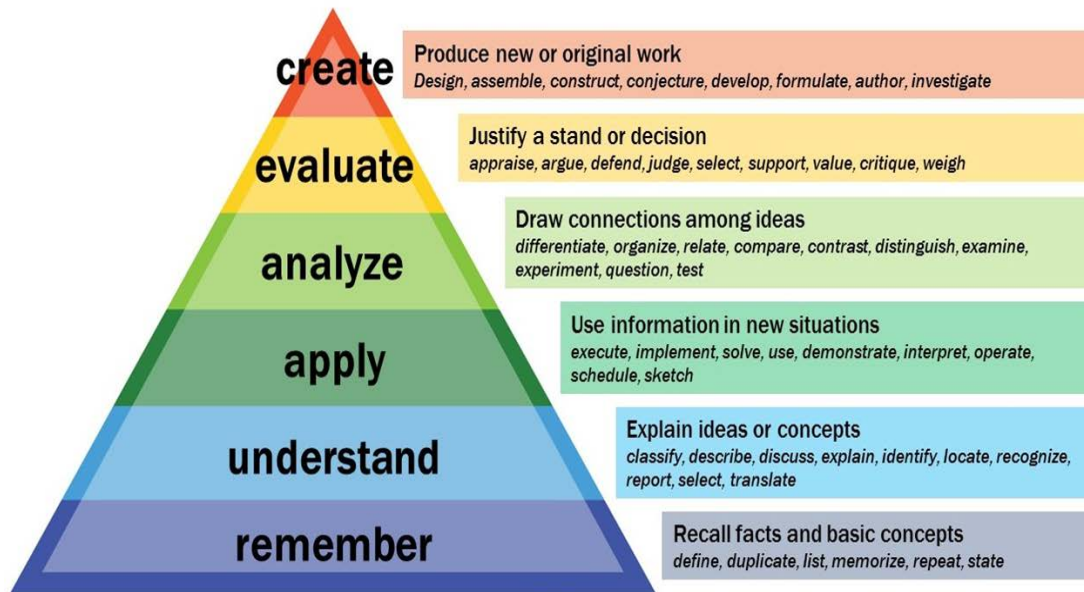 create
Produce new or original work
Design, assemble, construct, conjecture, develop, formulate, author, investigate
evaluate
Justify a stand or decision
appraise, argue, defend, judge, select, support, value, critique, weigh
analyze
Draw connections among ideas
differentiate, organize, relate, compare, contrast, distinguish, examine,
experiment, question, test
apply
Use information in new situations
execute, implement, solve, use, demonstrate, interpret, operate,
schedule, sketch
understand
Explain ideas or concepts
classify, describe, discuss, explain, identify, locate, recognize,
report, select, translate
remember
Recall facts and basic concepts
define, duplicate, list, memorize, repeat, state